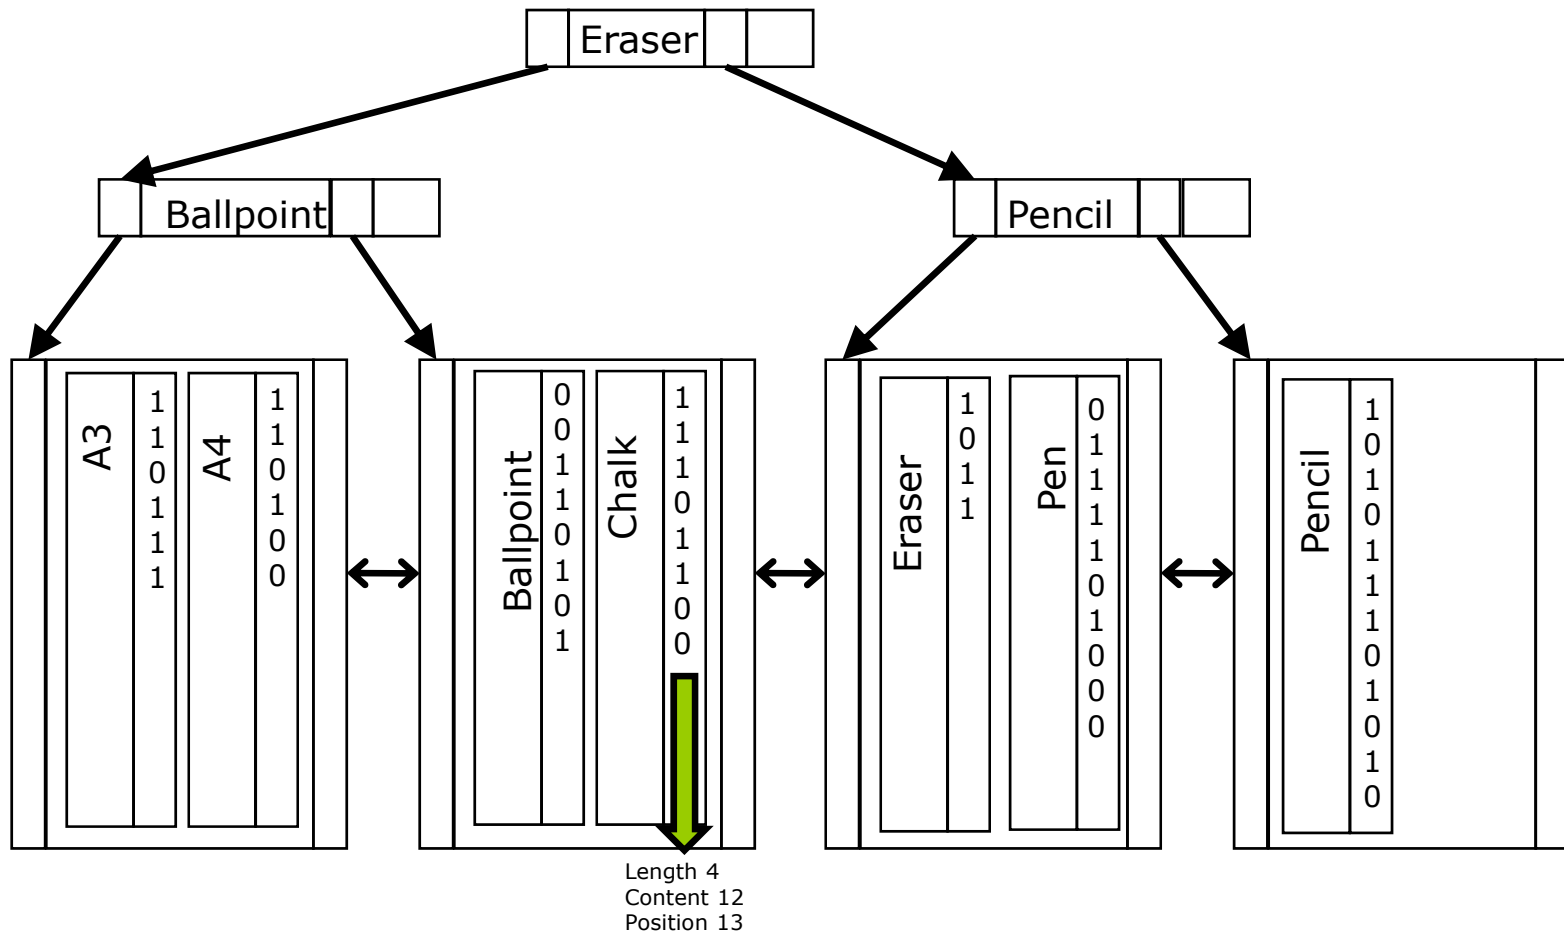 Eraser
Ballpoint
Pencil
A3
110111
A4
110100
Ballpoint
00110101
Chalk
11101100
Eraser
1011
Pen
0111101000
Pencil
101011101010
Length 4
Content 12
Position 13